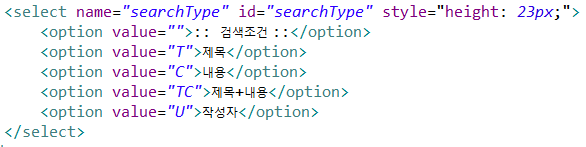 <select name="searchType" id="searchType" style="height: 23px;">
<option value="">:: 검색조건 ::</option>
<option value="T">제목</option>
<option value="C">내용</option>
<option value="TC">제목+내용</option>
<option value="U">작성자</option>
</select>